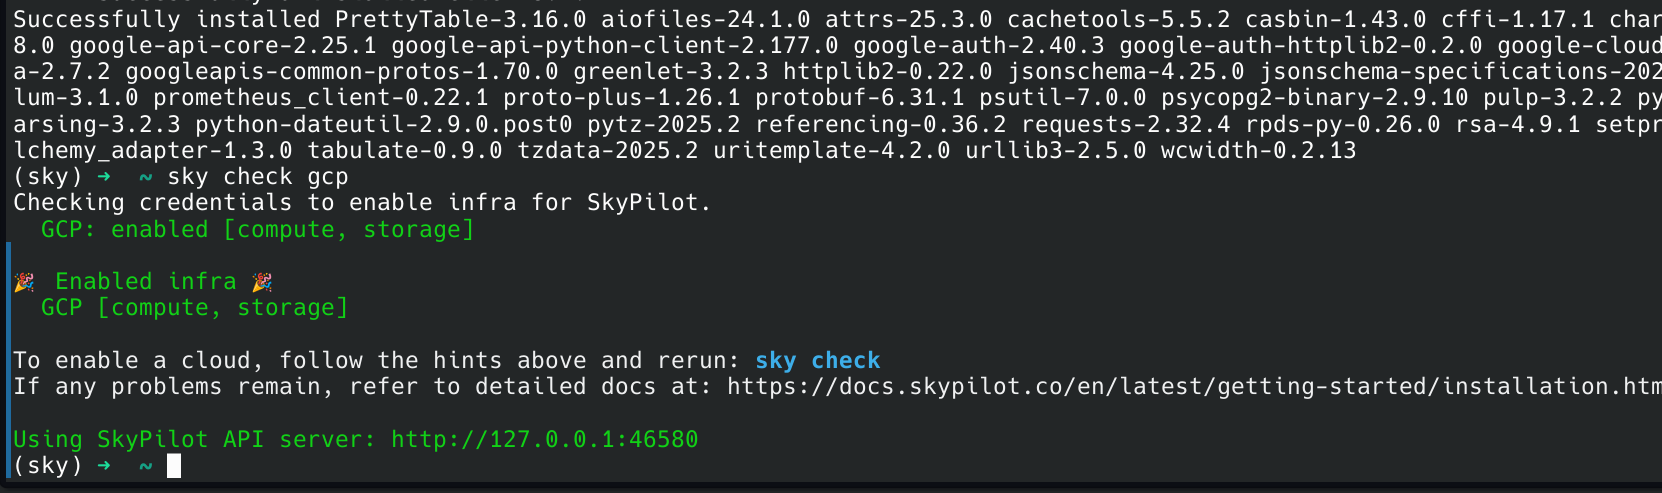 Successfully installed PrettyTable-3.16.0 aiofiles-24.1.0 attrs-25.3.0 cachetools-5.5.2 casbin-1.43.0 cffi-1.17.1 char
8.0 google-api-core-2.25.1 google-api-python-client-2.177.0 google-auth-2.40.3 google-auth-httplib2-0.2.0 google-cloud
a-2.7.2 googleapis-common-protos-1.70.0 greenlet-3.2.3 httplib2-0.22.0 jsonschema-4.25.0 jsonschema-specifications-202
lum-3.1.0 prometheus_client-0.22.1 proto-plus-1.26.1 protobuf-6.31.1 psutil-7.0.0 psycopg2-binary-2.9.10 pulp-3.2.2 py
arsing-3.2.3 python-dateutil-2.9.0.post0 pytz-2025.2 referencing-0.36.2 requests-2.32.4 rpds-py-0.26.0 rsa-4.9.1 setpr
lchemy_adapter-1.3.0 tabulate-0.9.0 tzdata-2025.2 uritemplate-4.2.0 urllib3-2.5.0 wcwidth-0.2.13
(sky) → ~ sky check gcp
Checking credentials to enable infra for SkyPilot.
GCP: enabled [compute, storage]
🎉 Enabled infra 🎉
GCP [compute, storage]
To enable a cloud, follow the hints above and rerun: sky check
If any problems remain, refer to detailed docs at: https://docs.skypilot.co/en/latest/getting-started/installation.htm
Using SkyPilot API server: http://127.0.0.1:46580
(sky) → ~